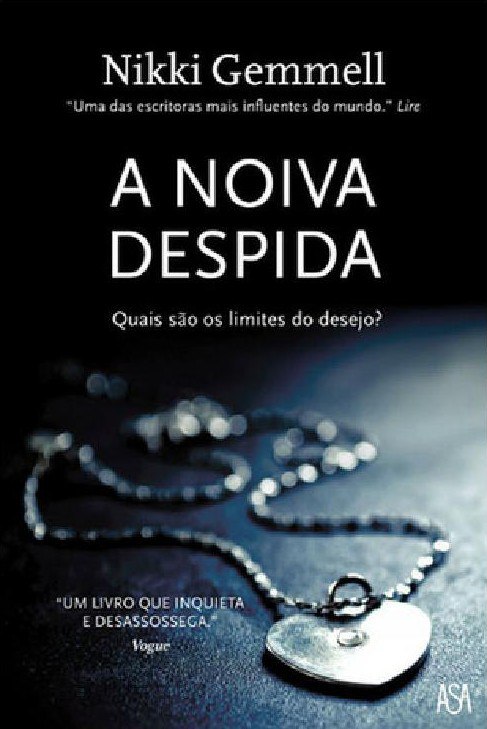 Nikki Gemmell
"Uma das escritoras mais influentes do mundo." Lire
A NOIVA
DESPIDA
Quais são os limites do desejo?
"UM LIVRO QUE INQUIETA
E DESASSOSSEGA."
Vogue
ASA